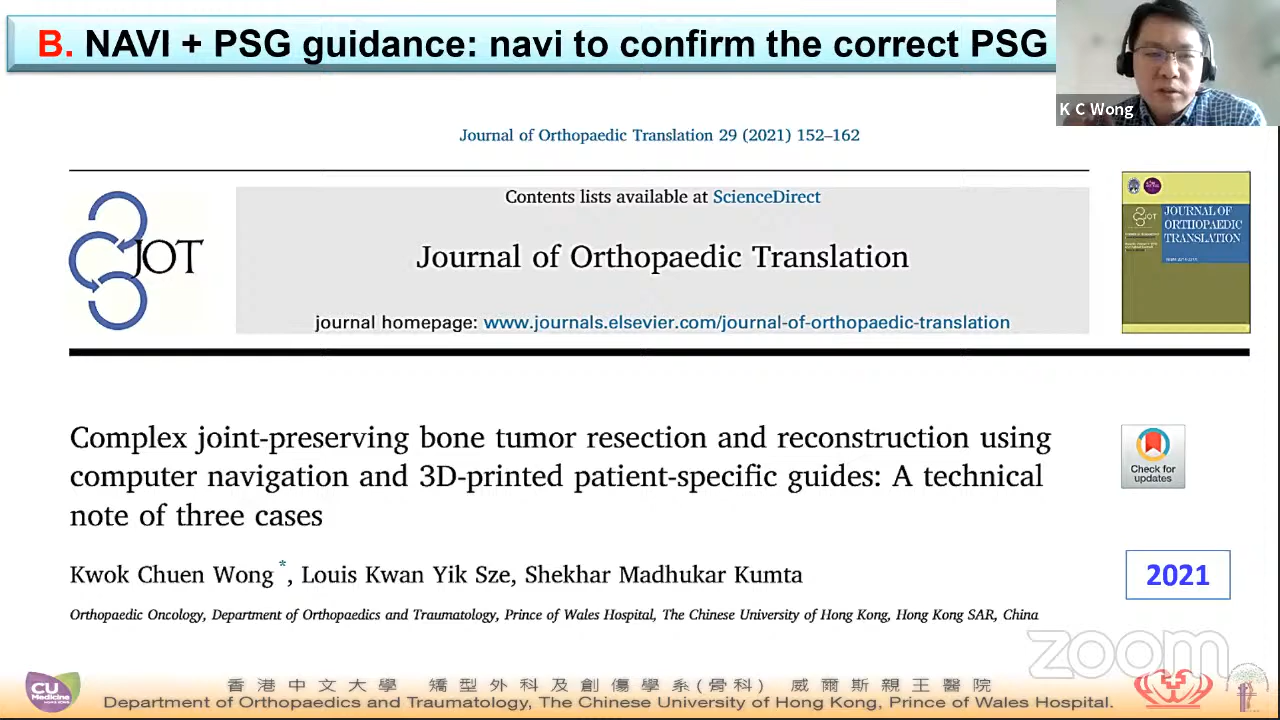 B. NAVI + PSG guidance: navi to confirm the correct PSG
K C Wong
Journal of Orthopaedic Translation 29 (2021) 152–162
Contents lists available at ScienceDirect
Journal of Orthopaedic Translation
journal homepage: www.journals.elsevier.com/journal-of-orthopaedic-translation
JOT
JOT
JOURNAL OF
ORTHOPAEDIC
TRANSLATION
Complex joint-preserving bone tumor resection and reconstruction using
computer navigation and 3D-printed patient-specific guides: A technical
note of three cases
Check for
updates
Kwok Chuen Wong *, Louis Kwan Yik Sze, Shekhar Madhukar Kumta
2021
Orthopaedic Oncology, Department of Orthopaedics and Traumatology, Prince of Wales Hospital, The Chinese University of Hong Kong, Hong Kong SAR, China
zoom
CU
Medicine
HONG KONG
香港中文大學 矯型外科及創傷學系(骨科) 威爾斯親王醫院
Department of Orthopaedics and Traumatology, The Chinese University of Hong Kong, Prince of Wales Hospital.